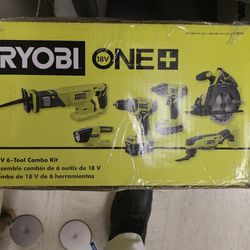 RYOBI 18V ONE+
V 6-Tool Combo Kit
semble combin de 6 outils de 18 V
mbo de 18 V de 6 herramientas